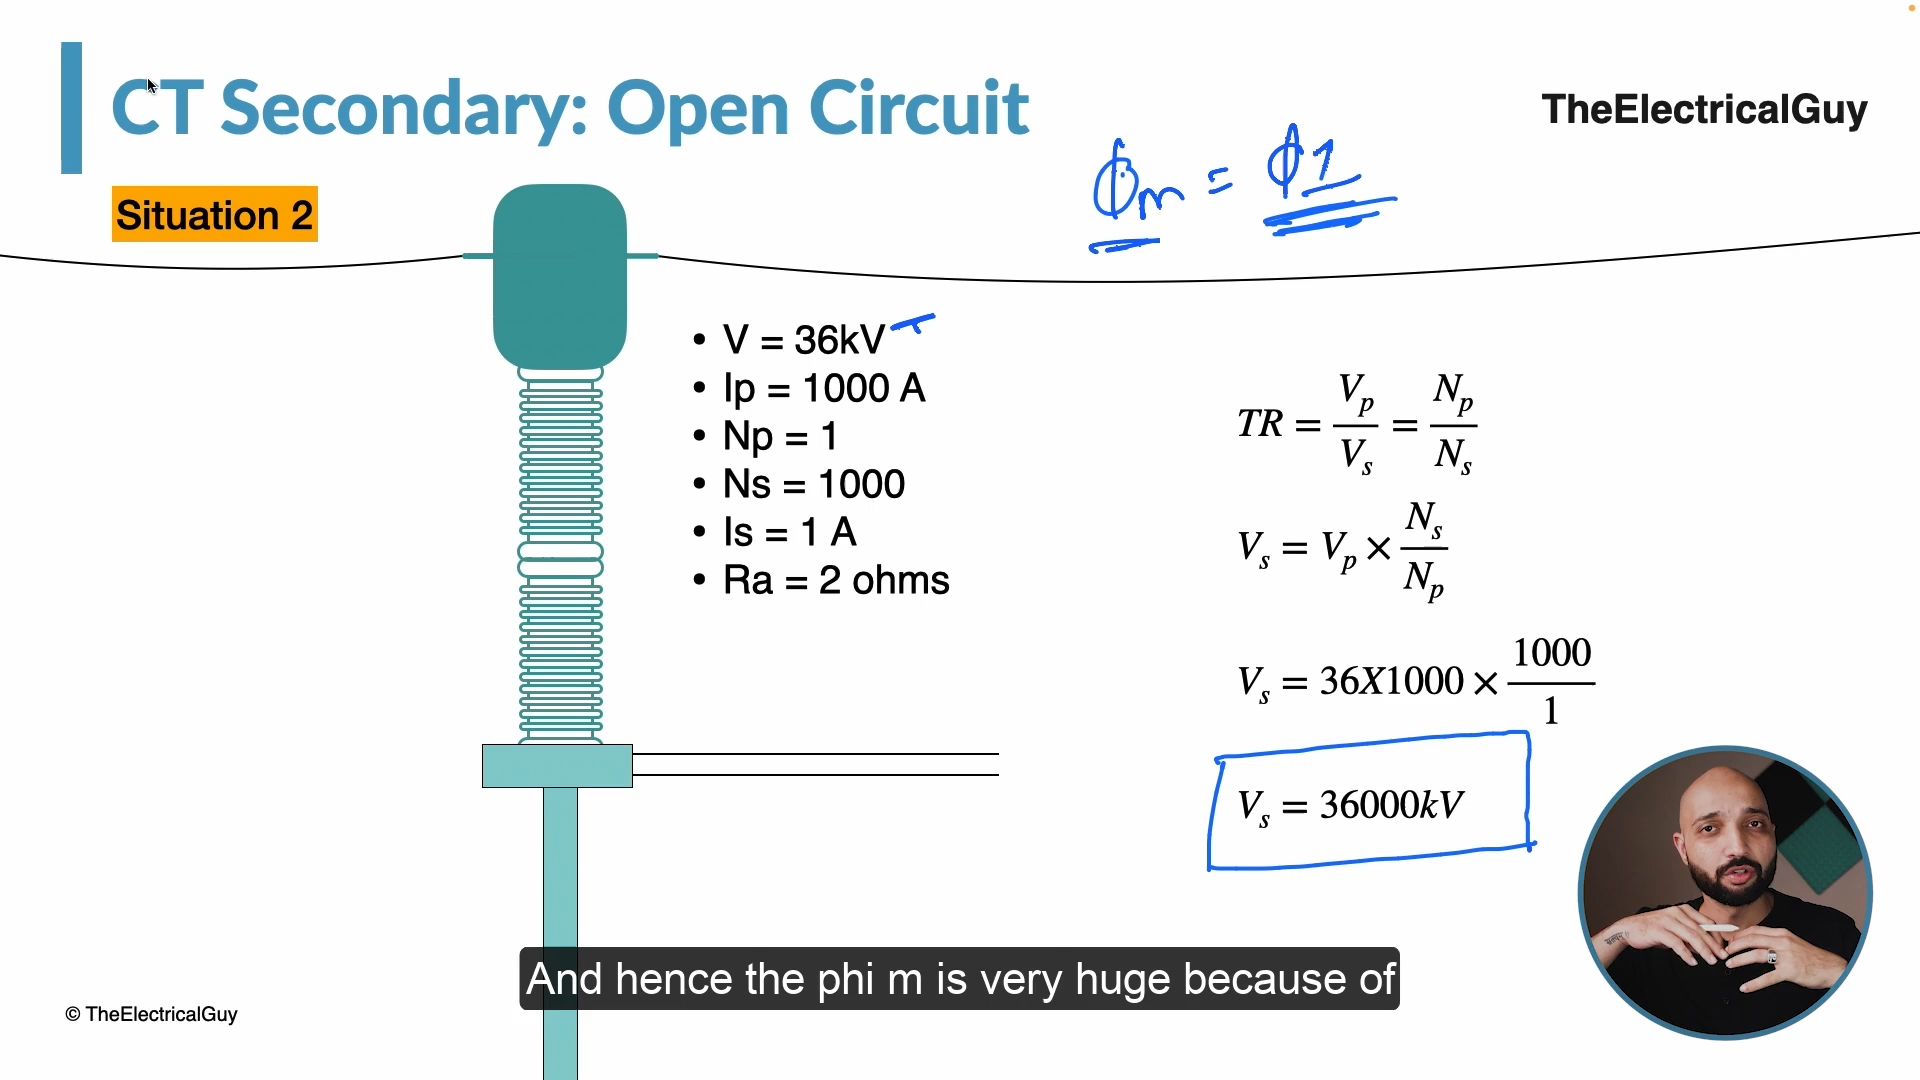 CT Secondary: Open Circuit
TheElectricalGuy
ϕm = ϕ1
Situation 2
• V = 36kV
• Ip = 1000 A
• Np = 1
• Ns = 1000
• Is = 1 A
• Ra = 2 ohms
TR = Vp/Vs = Np/Ns
Vs = Vp × Ns/Np
Vs = 36X1000 × 1000/1
Vs = 36000kV
And hence the phi m is very huge because of
© TheElectricalGuy